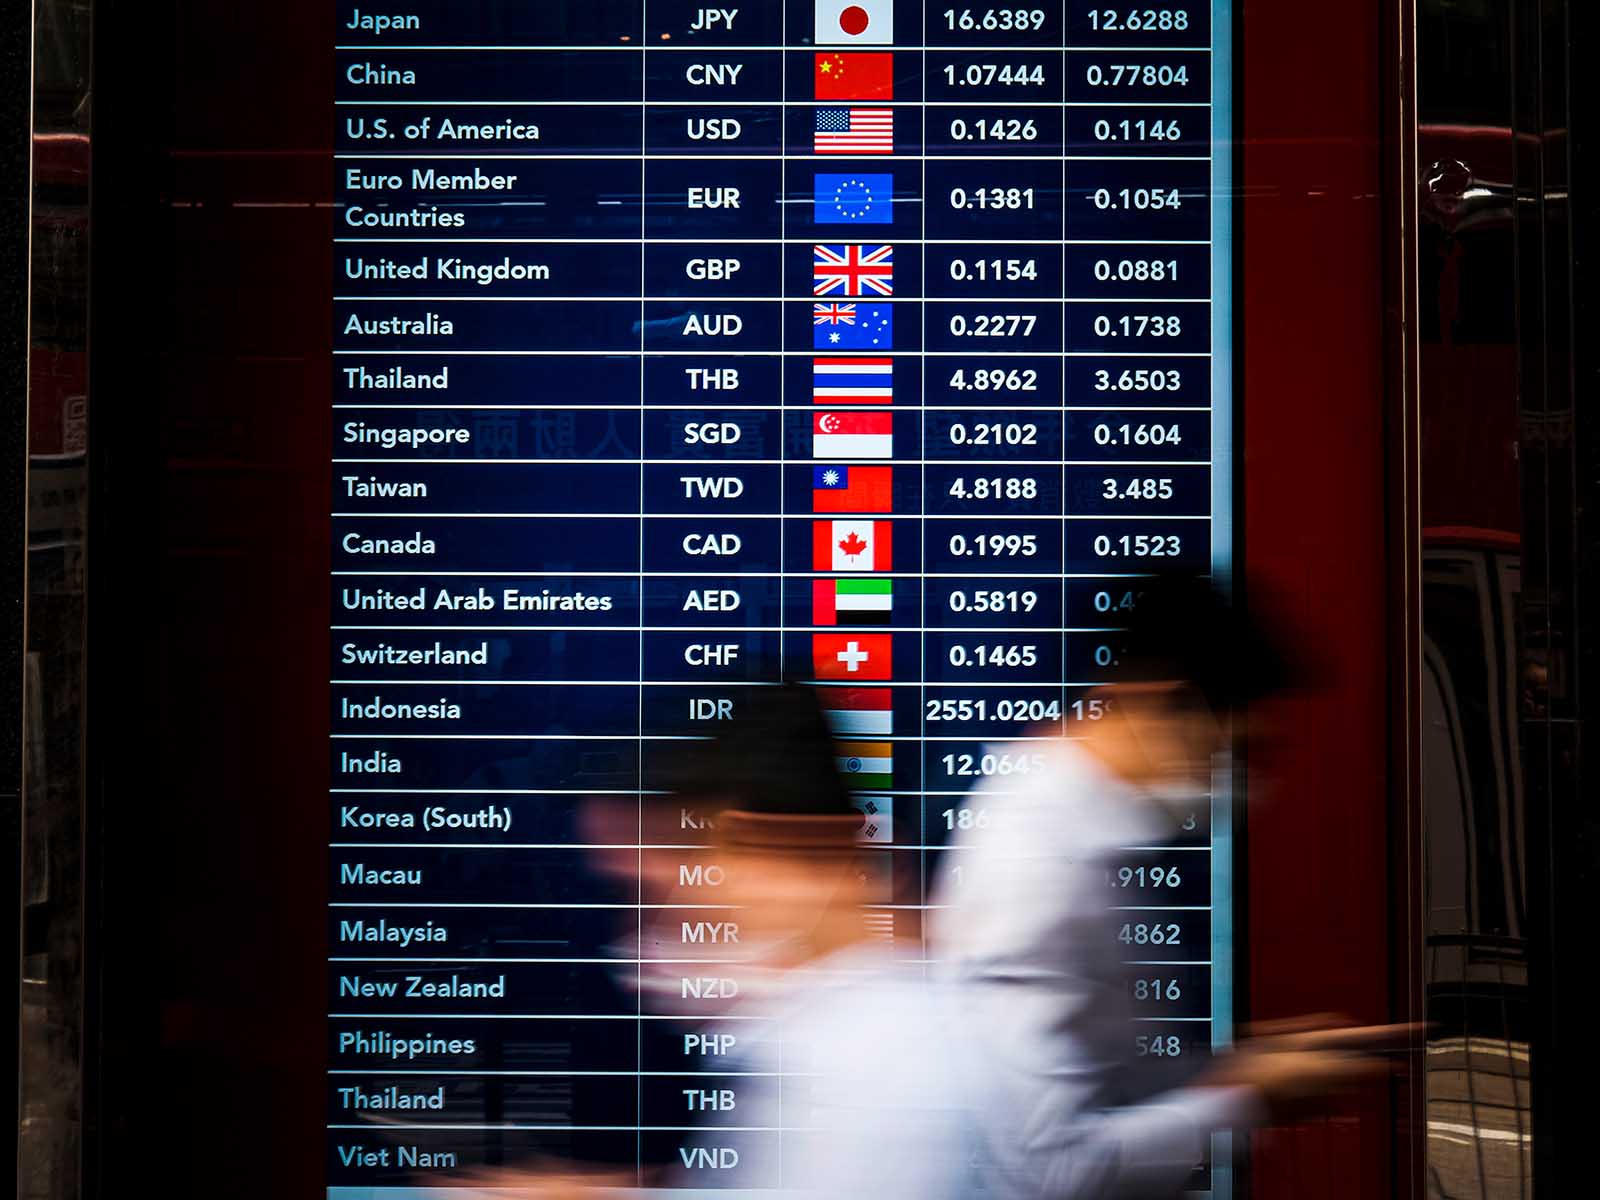 Japan JPY 16.6389 12.6288
China CNY 1.07444 0.77804
U.S. of America USD 0.1426 0.1146
Euro Member
Countries EUR 0.1381 0.1054
United Kingdom GBP 0.1154 0.0881
Australia AUD 0.2277 0.1738
Thailand THB 4.8962 3.6503
Singapore SGD 0.2102 0.1604
Taiwan TWD 4.8188 3.485
Canada CAD 0.1995 0.1523
United Arab Emirates AED 0.5819
Switzerland CHF 0.1465
Indonesia IDR 2551.0204
India 12.0645
Korea (South)
Macau
Malaysia MYR
New Zealand NZD
Philippines PHP
Thailand THB
Viet Nam VND